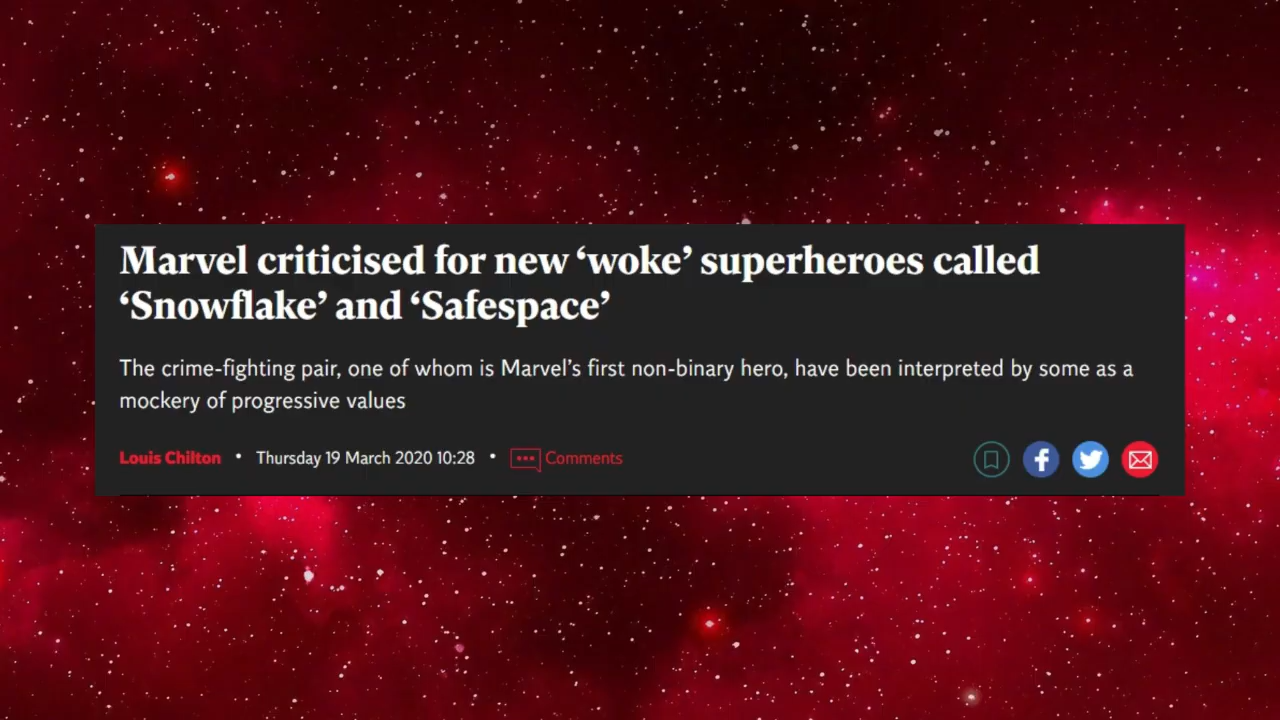 Marvel criticised for new ‘woke’ superheroes called
‘Snowflake’ and ‘Safespace’
The crime-fighting pair, one of whom is Marvel’s first non-binary hero, have been interpreted by some as a
mockery of progressive values
Louis Chilton • Thursday 19 March 2020 10:28 • Comments